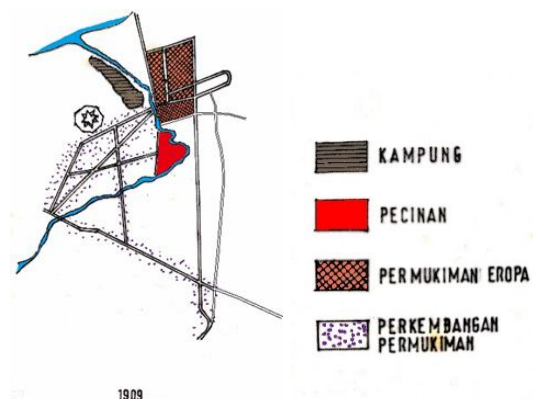 KAMPUNG
PECINAN
PERMUKIMAN EROPA
PERKEMBANGAN
PERMUKIMAN
1909